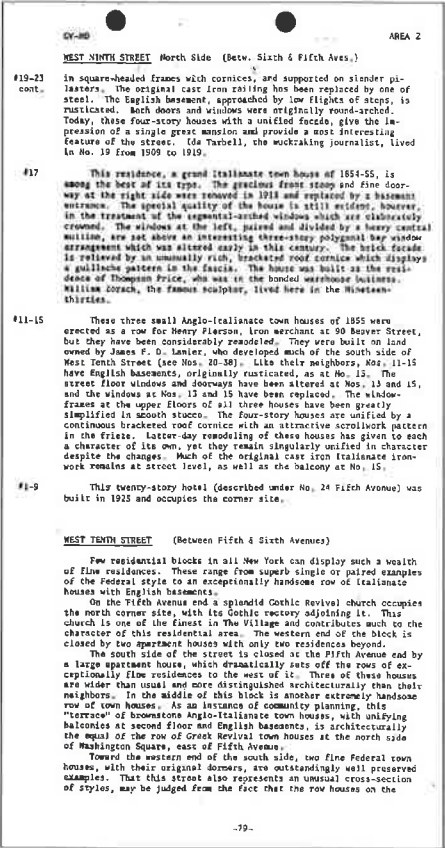 GV-HD AREA 2
WEST NINTH STREET North Side (Betw. Sixth & Fifth Aves.)
#19-23 in square-headed frames with cornices, and supported on slender pi-
cont. lasters. The original cast iron railing has been replaced by one of
steel. The English basement, approached by low flights of steps, is
rusticated. Both doors and windows were originally round-arched.
Today, these four-story houses with a unified facade, give the im-
pression of a single great mansion and provide a most interesting
feature of the street. Ida Tarbell, the muckraking journalist, lived
in No. 19 from 1909 to 1919.
#17 This residence, a grand Italianate town house of 1854-55, is
among the best of its type. The gracious front stoop and fine door-
way at the right side were removed in 1918 and replaced by a basement
entrance. The special quality of the house is still evident, however,
in the treatment of the segmental-arched windows which are elaborately
crowned. The windows at the left, paired and divided by a heavy central
mullion, are set above an interesting three-story polygonal bay window
arrangement which was altered early in this century. The brick facade
is relieved by an unusually rich, bracketed roof cornice which displays
a guilloche pattern in the fascia. The house was built as the resi-
dence of Thompson Price, who was in the bonded warehouse business.
William Zorach, the famous sculptor, lived here in the Nineteen-
thirties.
#11-15 These three small Anglo-Italianate town houses of 1855 were
erected as a row for Henry Pierson, iron merchant at 90 Beaver Street,
but they have been considerably remodeled. They were built on land
owned by James F. D. Lanier, who developed much of the south side of
West Tenth Street (see Nos. 20-38). Like their neighbors, Nos. 11-15
have English basements, originally rusticated, as at No. 15. The
street floor windows and doorways have been altered at Nos. 13 and 15,
and the windows at Nos. 13 and 15 have been replaced. The window-
frames at the upper floors of all three houses have been greatly
simplified in smooth stucco. The four-story houses are unified by a
continuous bracketed roof cornice with an attractive scrollwork pattern
in the frieze. Latter-day remodeling of these houses has given to each
a character of its own, yet they remain singularly unified in character
despite the changes. Much of the original cast iron Italianate iron-
work remains at street level, as well as the balcony at No. 15.
#1-9 This twenty-story hotel (described under No. 24 Fifth Avenue) was
built in 1925 and occupies the corner site.
WEST TENTH STREET (Between Fifth & Sixth Avenues)
Few residential blocks in all New York can display such a wealth
of fine residences. These range from superb single or paired examples
of the Federal style to an exceptionally handsome row of Italianate
houses with English basements.
On the Fifth Avenue end a splendid Gothic Revival church occupies
the north corner site, with its Gothic rectory adjoining it. This
church is one of the finest in The Village and contributes much to the
character of this residential area. The western end of the block is
closed by two apartment houses with only two residences beyond.
The south side of the street is closed at the Fifth Avenue end by
a large apartment house, which dramatically sets off the rows of ex-
ceptionally fine residences to the west of it. Three of these houses
are wider than usual and more distinguished architecturally than their
neighbors. In the middle of this block is another extremely handsome
row of town houses. As an instance of community planning, this
"terrace" of brownstone Anglo-Italianate town houses, with unifying
balconies at second floor and English basements, is architecturally
the equal of the row of Greek Revival town houses at the north side
of Washington Square, east of Fifth Avenue.
Toward the western end of the south side, two fine Federal town
houses, with their original dormers, are outstandingly well preserved
examples. That this street also represents an unusual cross-section
of styles, may be judged from the fact that the row houses on the
-79-